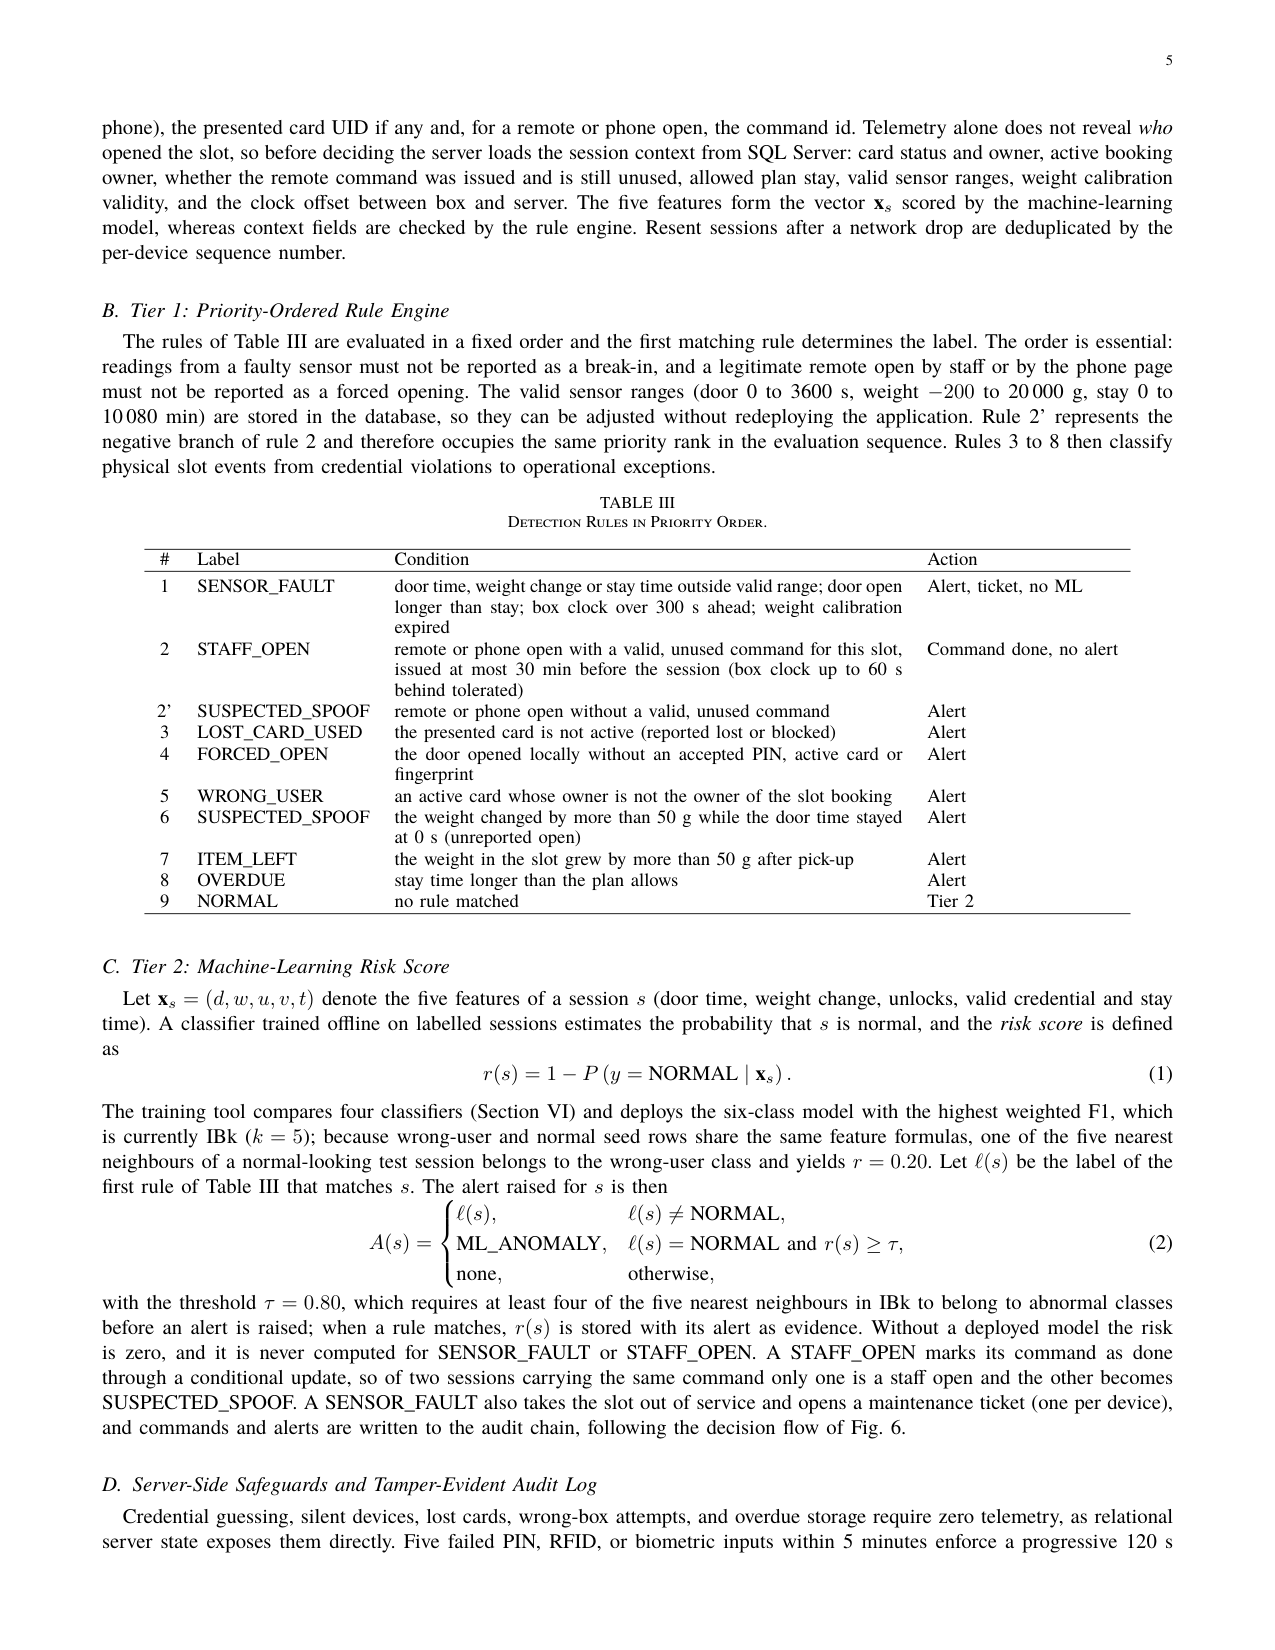 5
phone), the presented card UID if any and, for a remote or phone open, the command id. Telemetry alone does not reveal who
opened the slot, so before deciding the server loads the session context from SQL Server: card status and owner, active booking
owner, whether the remote command was issued and is still unused, allowed plan stay, valid sensor ranges, weight calibration
validity, and the clock offset between box and server. The five features form the vector x_s scored by the machine-learning
model, whereas context fields are checked by the rule engine. Resent sessions after a network drop are deduplicated by the
per-device sequence number.
B. Tier 1: Priority-Ordered Rule Engine
The rules of Table III are evaluated in a fixed order and the first matching rule determines the label. The order is essential:
readings from a faulty sensor must not be reported as a break-in, and a legitimate remote open by staff or by the phone page
must not be reported as a forced opening. The valid sensor ranges (door 0 to 3600 s, weight −200 to 20 000 g, stay 0 to
10 080 min) are stored in the database, so they can be adjusted without redeploying the application. Rule 2’ represents the
negative branch of rule 2 and therefore occupies the same priority rank in the evaluation sequence. Rules 3 to 8 then classify
physical slot events from credential violations to operational exceptions.
TABLE III
Detection Rules in Priority Order.
# Label Condition Action
1 SENSOR_FAULT door time, weight change or stay time outside valid range; door open Alert, ticket, no ML
longer than stay; box clock over 300 s ahead; weight calibration
expired
2 STAFF_OPEN remote or phone open with a valid, unused command for this slot, Command done, no alert
issued at most 30 min before the session (box clock up to 60 s
behind tolerated)
2’ SUSPECTED_SPOOF remote or phone open without a valid, unused command Alert
3 LOST_CARD_USED the presented card is not active (reported lost or blocked) Alert
4 FORCED_OPEN the door opened locally without an accepted PIN, active card or Alert
fingerprint
5 WRONG_USER an active card whose owner is not the owner of the slot booking Alert
6 SUSPECTED_SPOOF the weight changed by more than 50 g while the door time stayed Alert
at 0 s (unreported open)
7 ITEM_LEFT the weight in the slot grew by more than 50 g after pick-up Alert
8 OVERDUE stay time longer than the plan allows Alert
9 NORMAL no rule matched Tier 2
C. Tier 2: Machine-Learning Risk Score
Let x_s = (d, w, u, v, t) denote the five features of a session s (door time, weight change, unlocks, valid credential and stay
time). A classifier trained offline on labelled sessions estimates the probability that s is normal, and the risk score is defined
as
r(s) = 1 − P (y = NORMAL | x_s) . (1)
The training tool compares four classifiers (Section VI) and deploys the six-class model with the highest weighted F1, which
is currently IBk (k = 5); because wrong-user and normal seed rows share the same feature formulas, one of the five nearest
neighbours of a normal-looking test session belongs to the wrong-user class and yields r = 0.20. Let ℓ(s) be the label of the
first rule of Table III that matches s. The alert raised for s is then
ℓ(s), ℓ(s) ≠ NORMAL,
A(s) = { ML_ANOMALY, ℓ(s) = NORMAL and r(s) ≥ τ, (2)
none, otherwise,
with the threshold τ = 0.80, which requires at least four of the five nearest neighbours in IBk to belong to abnormal classes
before an alert is raised; when a rule matches, r(s) is stored with its alert as evidence. Without a deployed model the risk
is zero, and it is never computed for SENSOR_FAULT or STAFF_OPEN. A STAFF_OPEN marks its command as done
through a conditional update, so of two sessions carrying the same command only one is a staff open and the other becomes
SUSPECTED_SPOOF. A SENSOR_FAULT also takes the slot out of service and opens a maintenance ticket (one per device),
and commands and alerts are written to the audit chain, following the decision flow of Fig. 6.
D. Server-Side Safeguards and Tamper-Evident Audit Log
Credential guessing, silent devices, lost cards, wrong-box attempts, and overdue storage require zero telemetry, as relational
server state exposes them directly. Five failed PIN, RFID, or biometric inputs within 5 minutes enforce a progressive 120 s